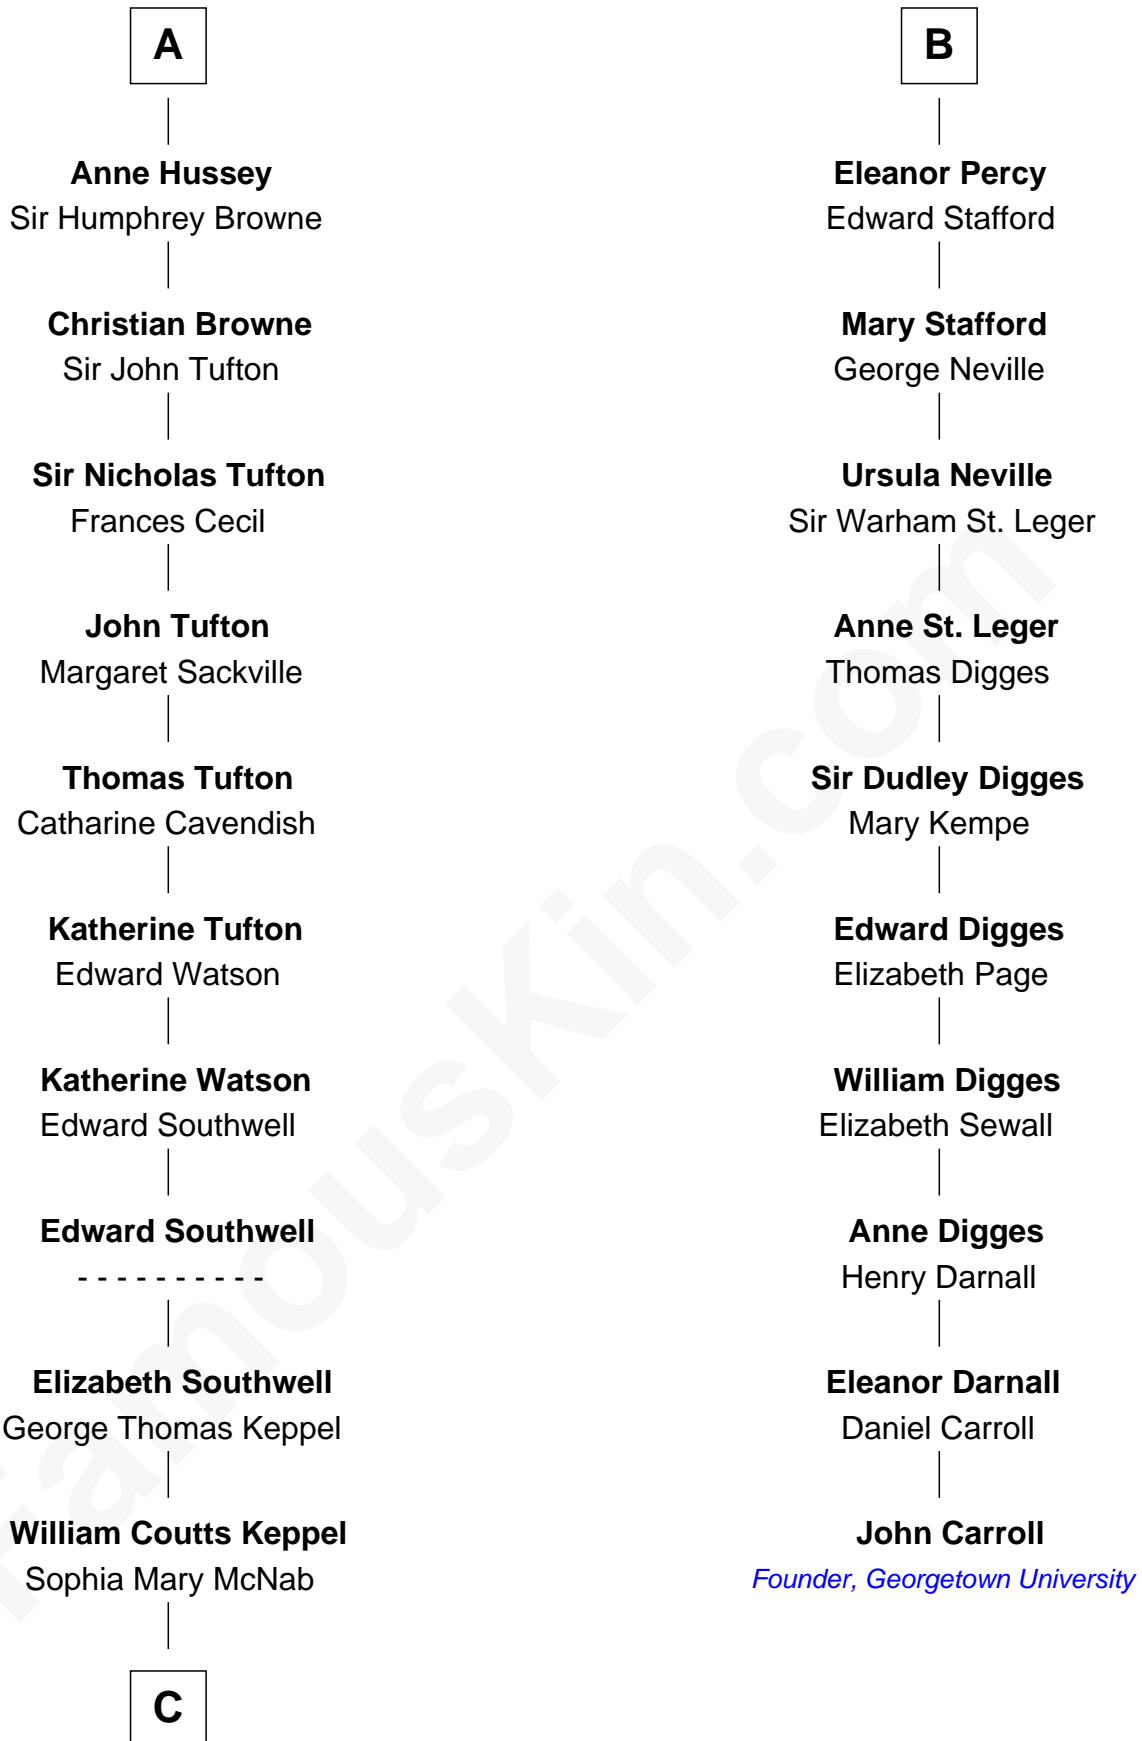 A
Anne Hussey
Sir Humphrey Browne
Christian Browne
Sir John Tufton
Sir Nicholas Tufton
Frances Cecil
John Tufton
Margaret Sackville
Thomas Tufton
Catharine Cavendish
Katherine Tufton
Edward Watson
Katherine Watson
Edward Southwell
Edward Southwell
- - - - - - - - - -
Elizabeth Southwell
George Thomas Keppel
William Coutts Keppel
Sophia Mary McNab
C
B
Eleanor Percy
Edward Stafford
Mary Stafford
George Neville
Ursula Neville
Sir Warham St. Leger
Anne St. Leger
Thomas Digges
Sir Dudley Digges
Mary Kempe
Edward Digges
Elizabeth Page
William Digges
Elizabeth Sewall
Anne Digges
Henry Darnall
Eleanor Darnall
Daniel Carroll
John Carroll
Founder, Georgetown University
FamousKin.com